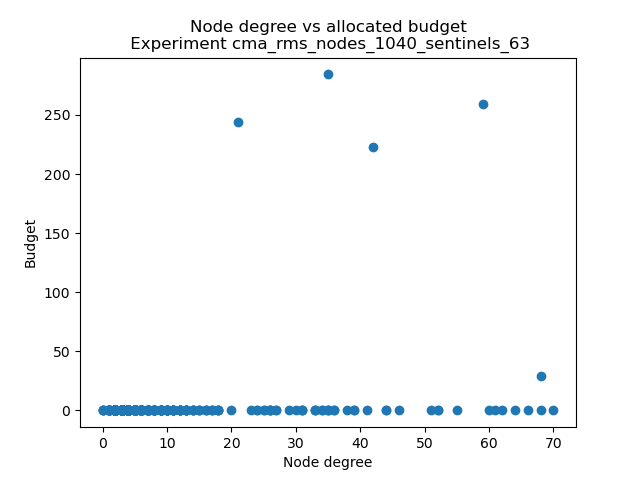 Node degree vs allocated budget
Experiment cma_rms_nodes_1040_sentinels_63
Budget
250
200
150
100
50
0
0 10 20 30 40 50 60 70
Node degree